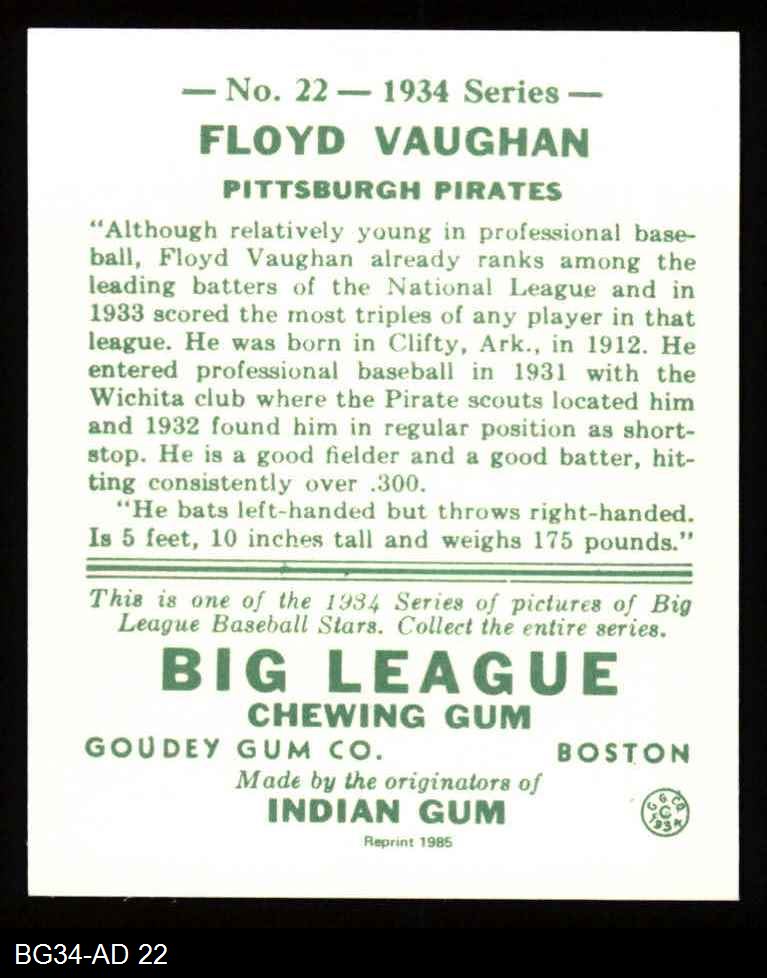 — No. 22 — 1934 Series —
FLOYD VAUGHAN
PITTSBURGH PIRATES
"Although relatively young in professional base-
ball, Floyd Vaughan already ranks among the
leading batters of the National League and in
1933 scored the most triples of any player in that
league. He was born in Clifty, Ark., in 1912. He
entered professional baseball in 1931 with the
Wichita club where the Pirate scouts located him
and 1932 found him in regular position as short-
stop. He is a good fielder and a good batter, hit-
ting consistently over .300.
"He bats left-handed but throws right-handed.
Is 5 feet, 10 inches tall and weighs 175 pounds."
This is one of the 1934 Series of pictures of Big
League Baseball Stars. Collect the entire series.
BIG LEAGUE
CHEWING GUM
GOUDEY GUM CO. BOSTON
Made by the originators of
INDIAN GUM
G G CO
C
1934
Reprint 1985
BG34-AD 22